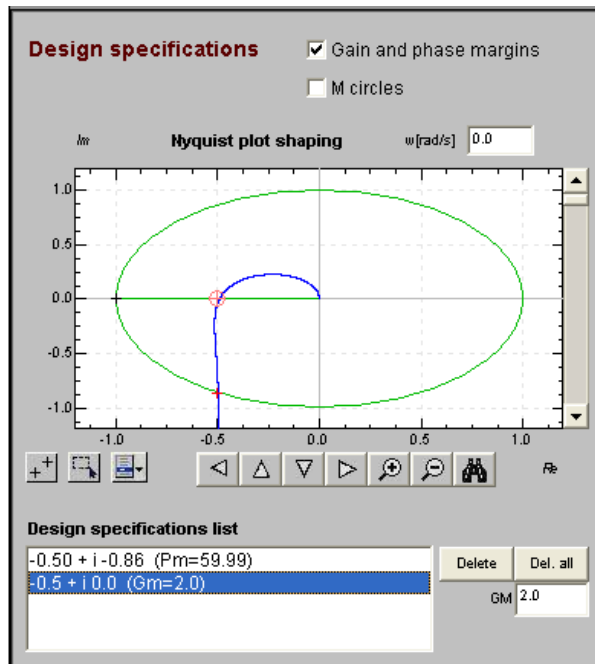 Design specifications
Gain and phase margins
M circles
Im Nyquist plot shaping w[rad/s] 0.0
1.0
0.5
0.0
-0.5
-1.0
-1.0 -0.5 0.0 0.5 1.0
Re
Design specifications list
-0.50 + i -0.86 (Pm=59.99)
-0.5 + i 0.0 (Gm=2.0)
Delete Del. all
GM 2.0